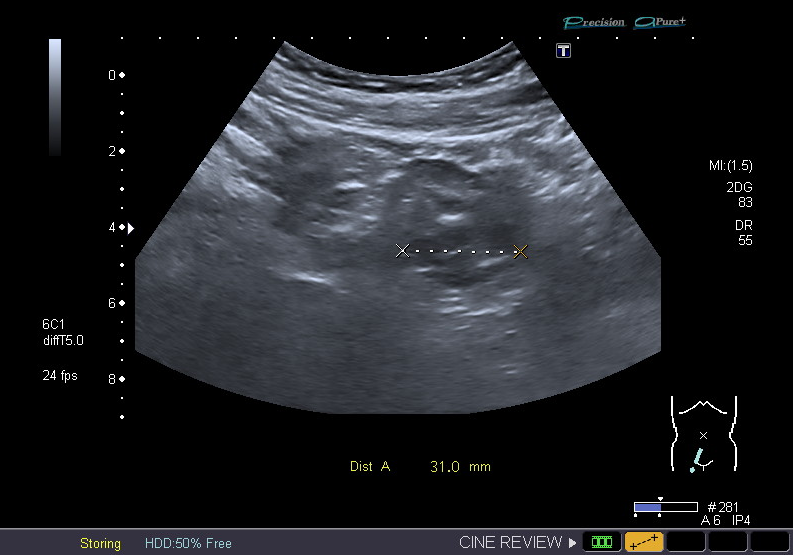 Precision APure+
T
0
2
4
6
8
MI:(1.5)
2DG
83
DR
55
6C1
diffT5.0
24 fps
Dist A 31.0 mm
#281
A 6 IP4
Storing HDD:50% Free CINE REVIEW